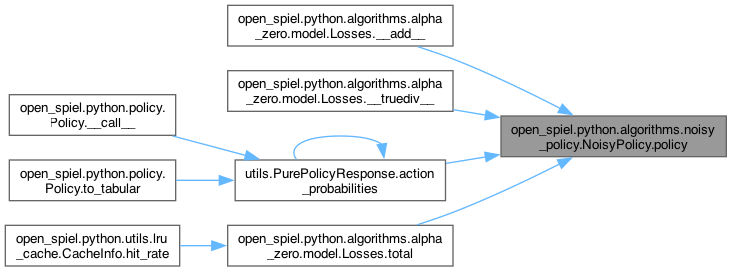 open_spiel.python.algorithms.alpha
_zero.model.Losses.__add__
open_spiel.python.algorithms.alpha
_zero.model.Losses.__truediv__
open_spiel.python.policy.
Policy.__call__
open_spiel.python.algorithms.noisy
_policy.NoisyPolicy.policy
open_spiel.python.policy.
Policy.to_tabular
utils.PurePolicyResponse.action
_probabilities
open_spiel.python.utils.lru
_cache.CacheInfo.hit_rate
open_spiel.python.algorithms.alpha
_zero.model.Losses.total